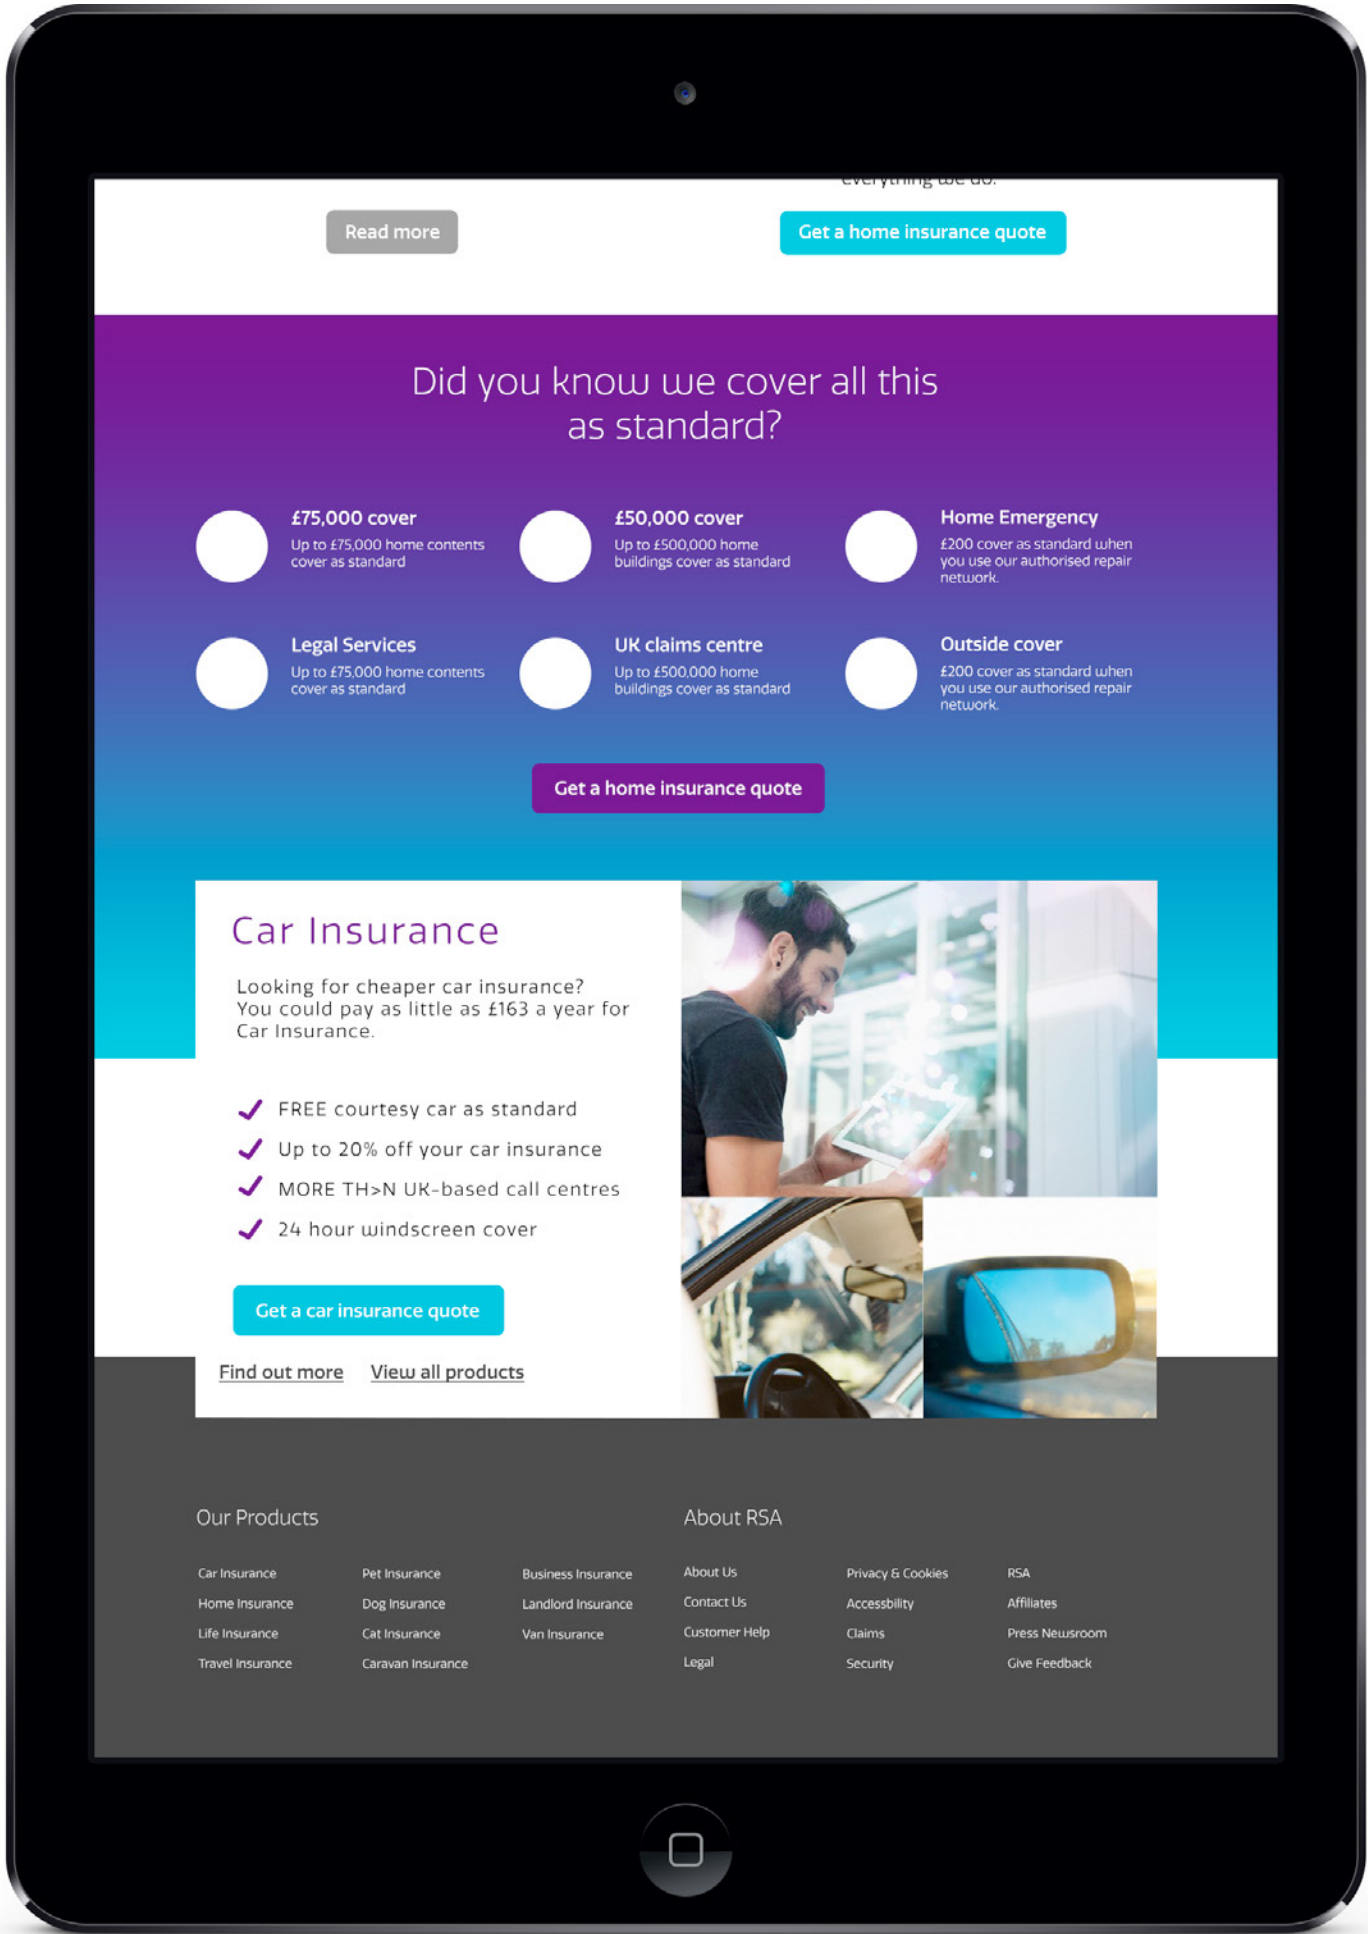 everything we do.
Read more
Get a home insurance quote
Did you know we cover all this
as standard?
£75,000 cover
Up to £75,000 home contents
cover as standard
£50,000 cover
Up to £500,000 home
buildings cover as standard
Home Emergency
£200 cover as standard when
you use our authorised repair
network.
Legal Services
Up to £75,000 home contents
cover as standard
UK claims centre
Up to £500,000 home
buildings cover as standard
Outside cover
£200 cover as standard when
you use our authorised repair
network.
Get a home insurance quote
Car Insurance
Looking for cheaper car insurance?
You could pay as little as £163 a year for
Car Insurance.
FREE courtesy car as standard
Up to 20% off your car insurance
MORE TH>N UK-based call centres
24 hour windscreen cover
Get a car insurance quote
Find out more
View all products
Our Products
Car Insurance
Home Insurance
Life Insurance
Travel Insurance
Pet Insurance
Dog Insurance
Cat Insurance
Caravan Insurance
Business Insurance
Landlord Insurance
Van Insurance
About RSA
About Us
Contact Us
Customer Help
Legal
Privacy & Cookies
Accessbility
Claims
Security
RSA
Affiliates
Press Newsroom
Give Feedback